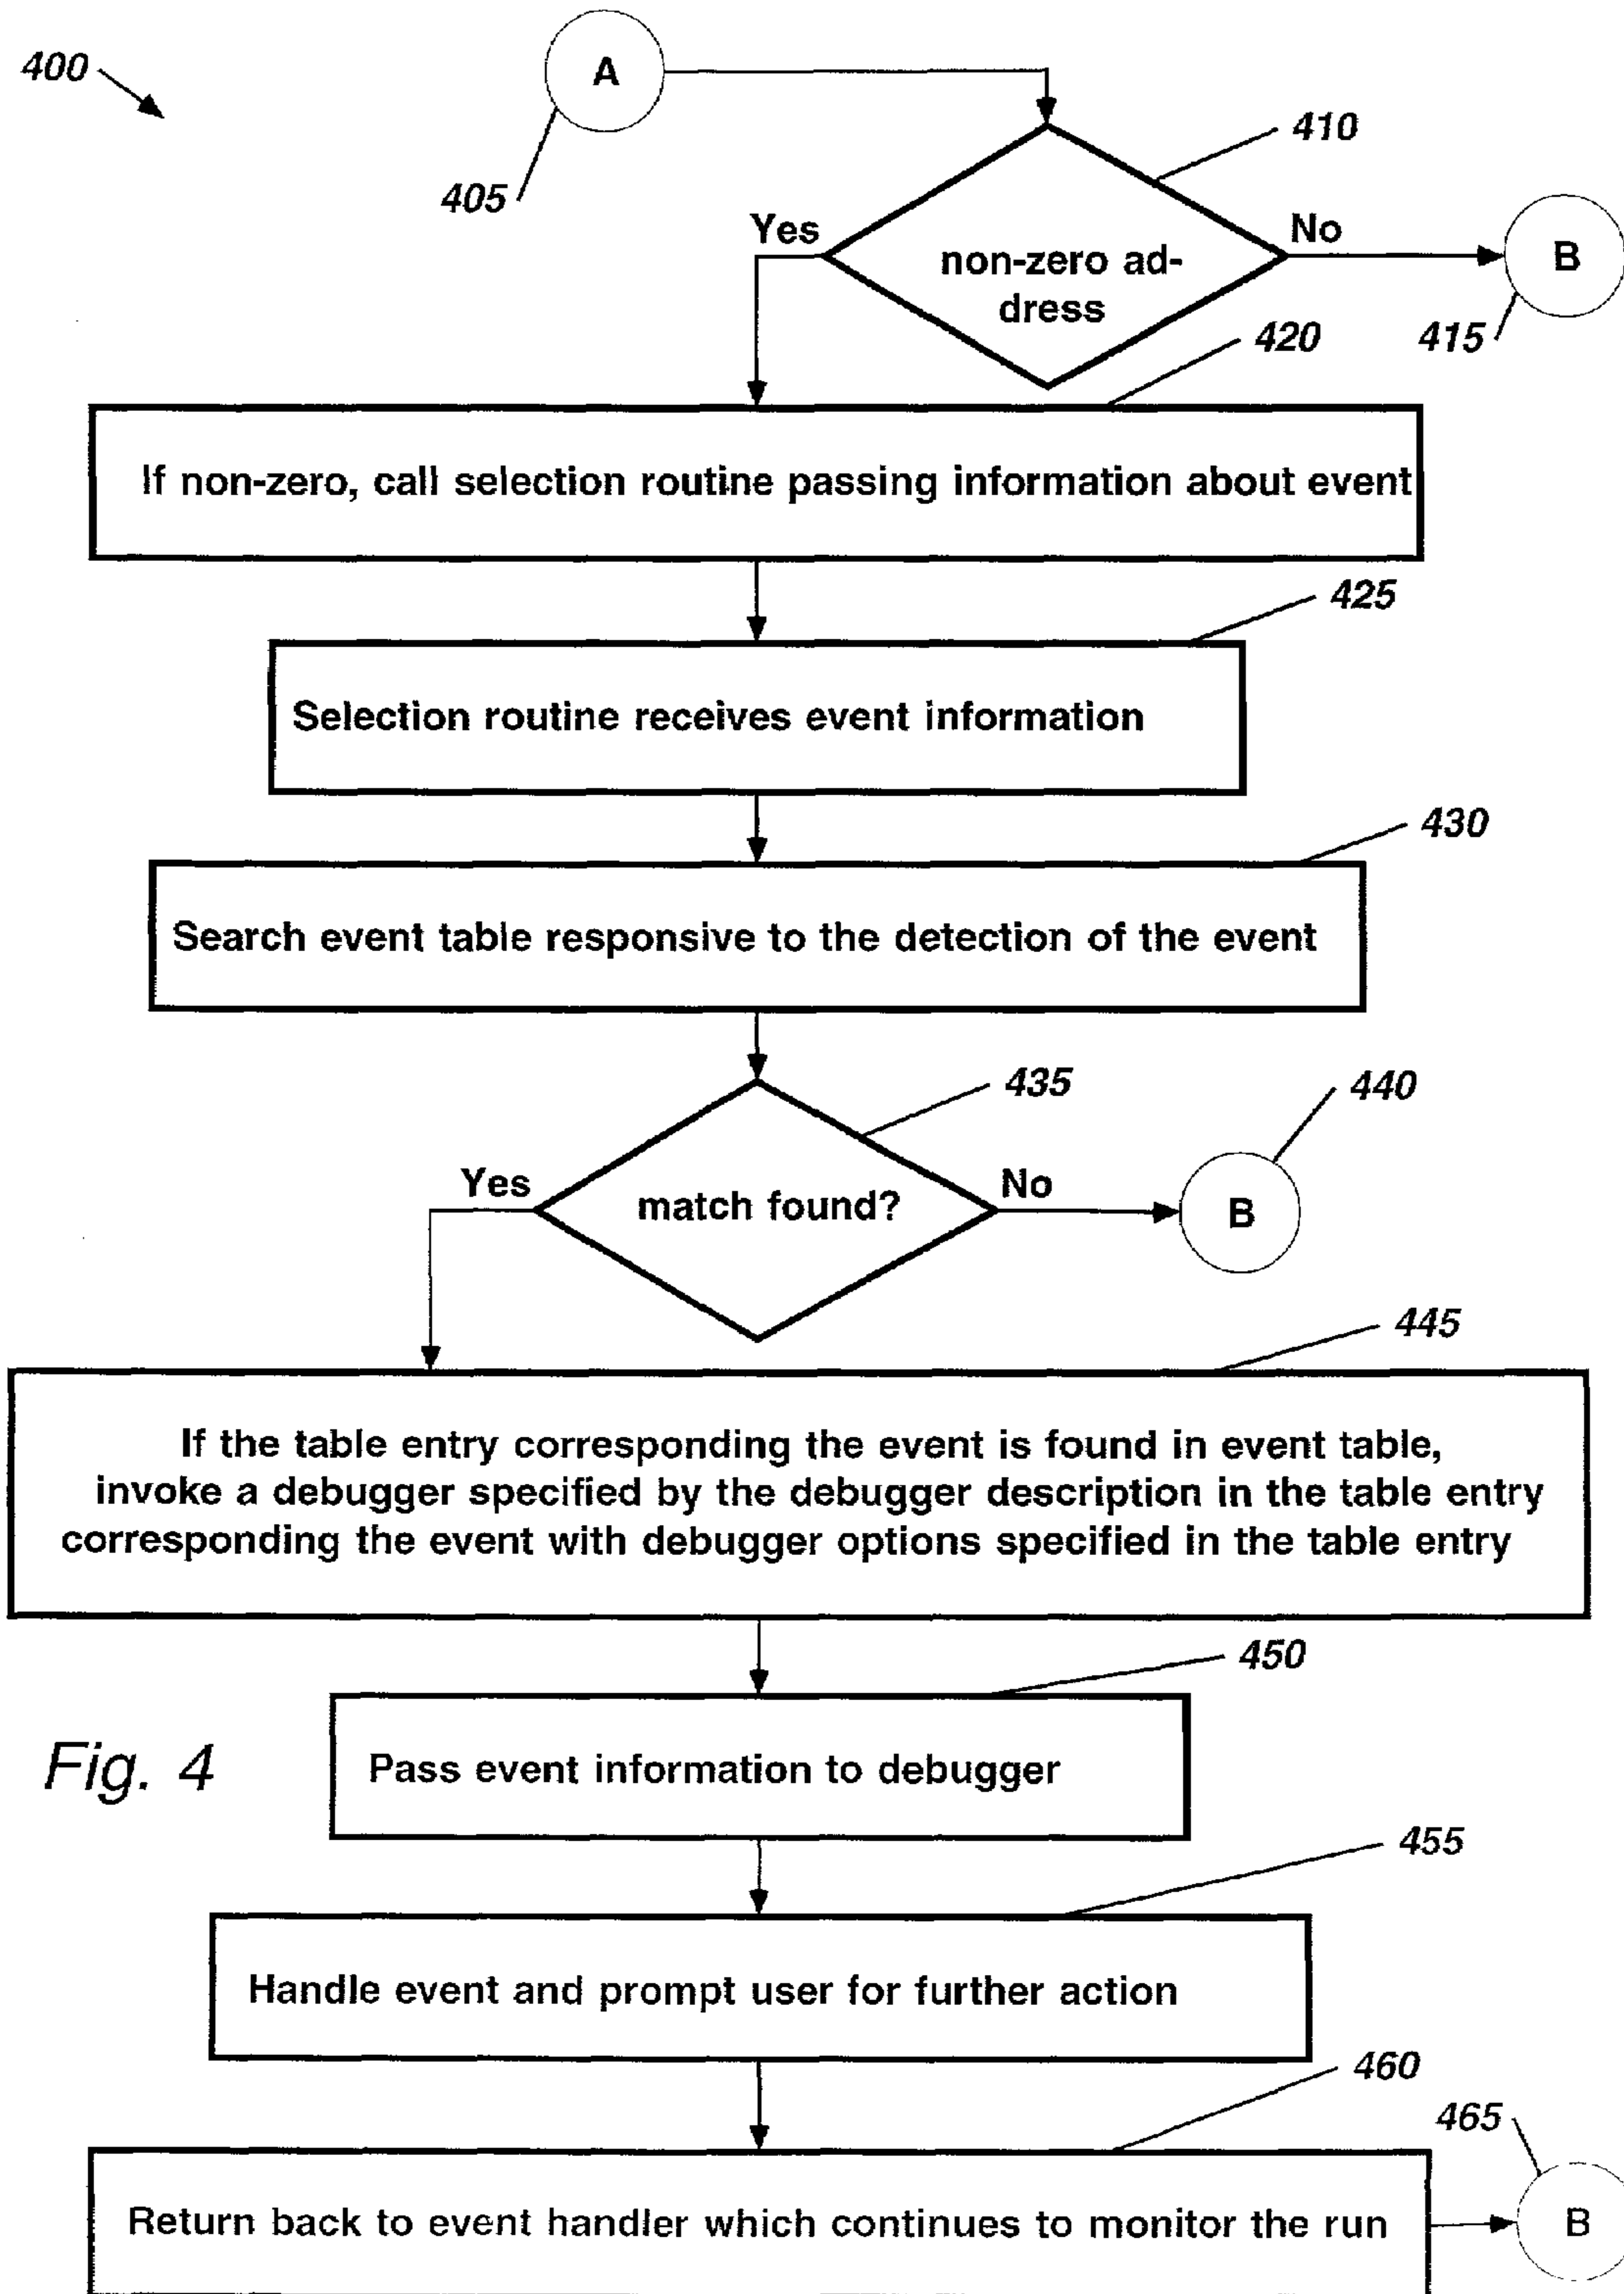 400
A
405
410
Yes
No
non-zero ad-
dress
B
415
420
If non-zero, call selection routine passing information about event
425
Selection routine receives event information
430
Search event table responsive to the detection of the event
435
440
Yes
No
match found?
B
445
If the table entry corresponding the event is found in event table,
invoke a debugger specified by the debugger description in the table entry
corresponding the event with debugger options specified in the table entry
450
Fig. 4
Pass event information to debugger
455
Handle event and prompt user for further action
460
465
Return back to event handler which continues to monitor the run
B